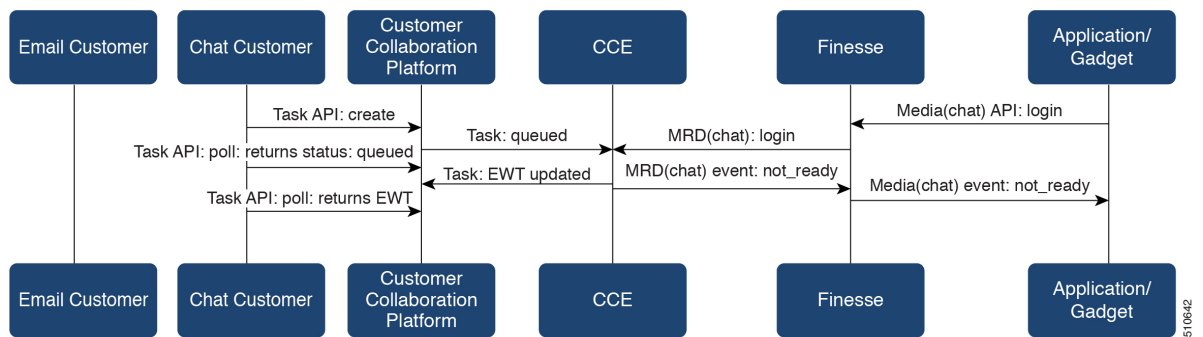 Email Customer
Chat Customer
Customer
Collaboration
Platform
CCE
Finesse
Application/
Gadget
Task API: create
Media(chat) API: login
Task: queued
MRD(chat): login
Task API: poll: returns status: queued
Task: EWT updated
MRD(chat) event: not_ready
Media(chat) event: not_ready
Task API: poll: returns EWT
Email Customer
Chat Customer
Customer
Collaboration
Platform
CCE
Finesse
Application/
Gadget
510642